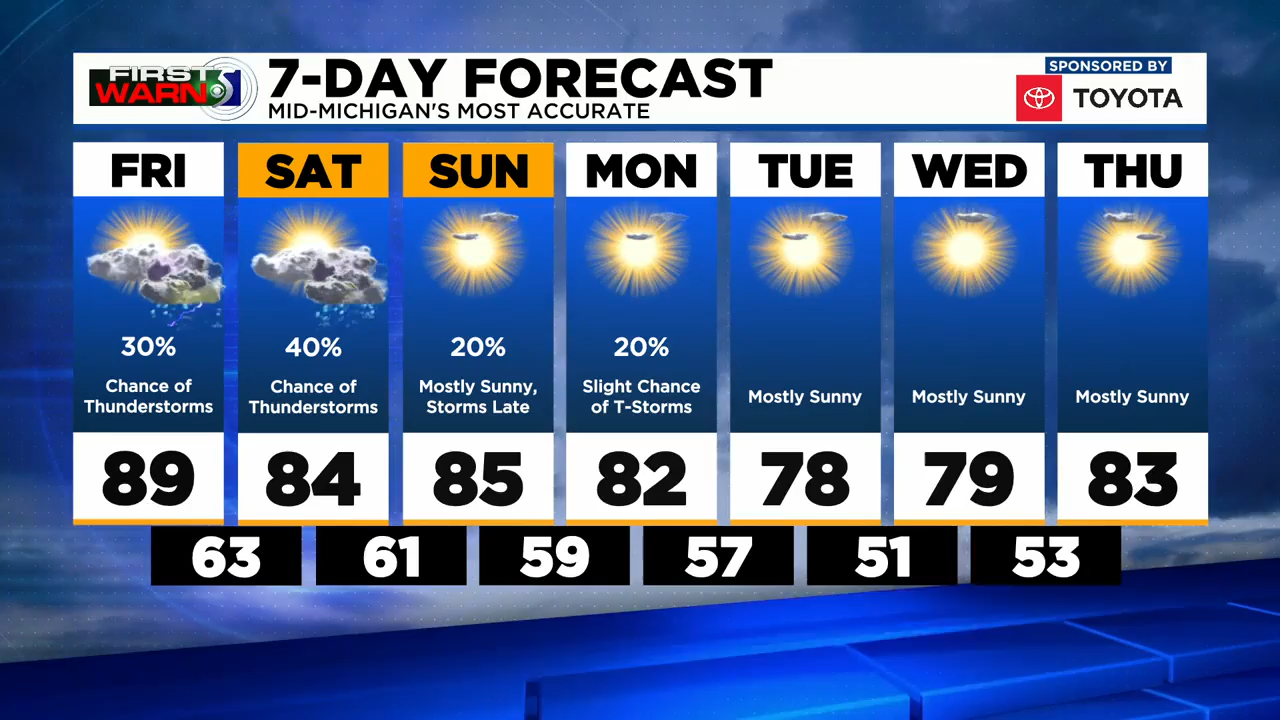 FIRST
WARN 5
7-DAY FORECAST
MID-MICHIGAN'S MOST ACCURATE
SPONSORED BY
TOYOTA
FRI
SAT
SUN
MON
TUE
WED
THU
30%
40%
20%
20%
Chance of
Thunderstorms
Chance of
Thunderstorms
Mostly Sunny,
Storms Late
Slight Chance
of T-Storms
Mostly Sunny
Mostly Sunny
Mostly Sunny
89
84
85
82
78
79
83
63
61
59
57
51
53